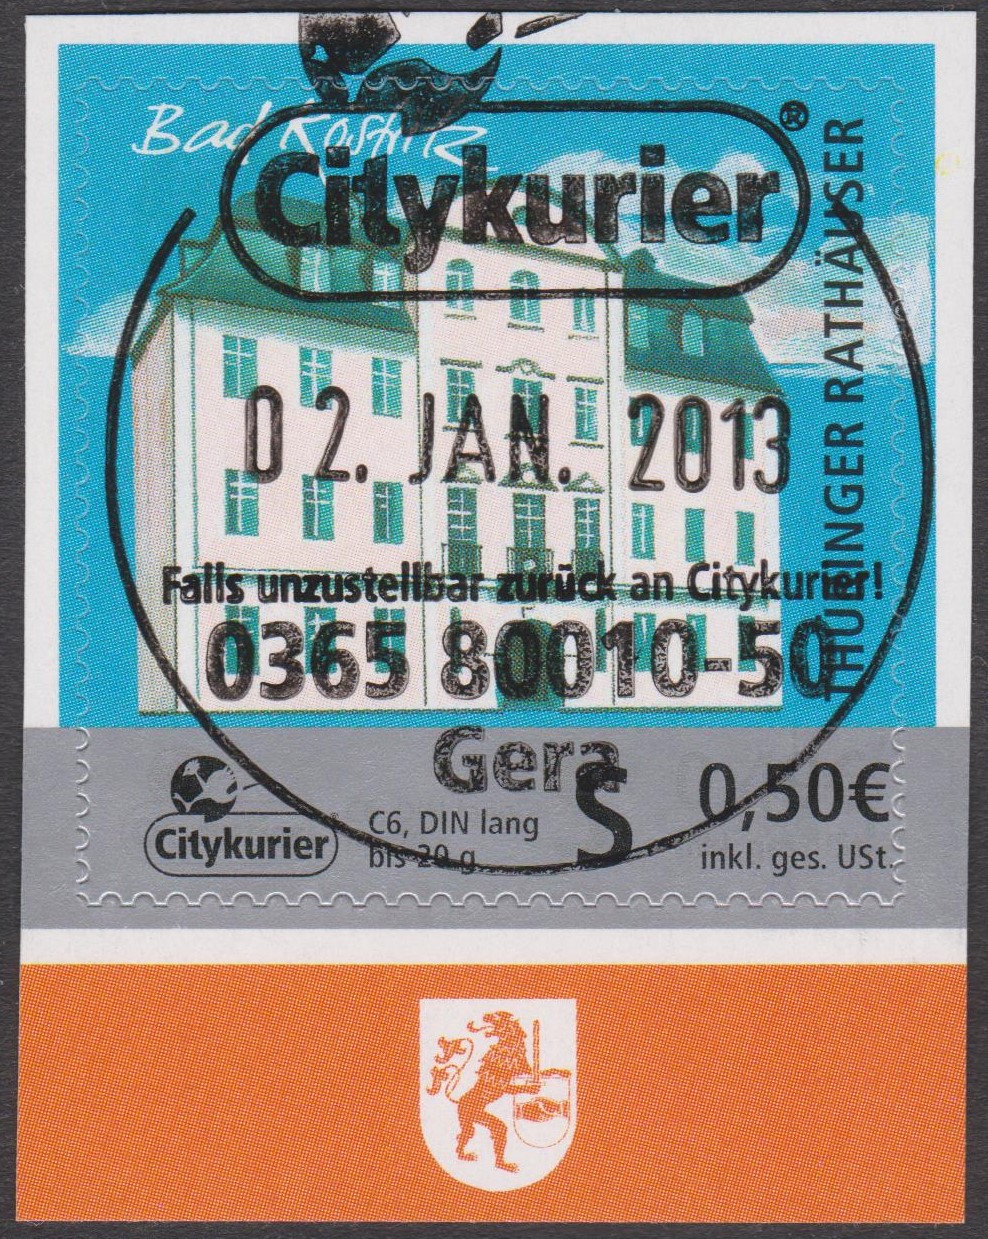 Bad Köstritz
Citykurier®
THÜRINGER RATHÄUSER
02. JAN. 2013
Falls unzustellbar zurück an Citykurier!
0365 80010-50
Gera
Citykurier
C6, DIN lang
bis 20 g
S
0,50€
inkl. ges. USt.